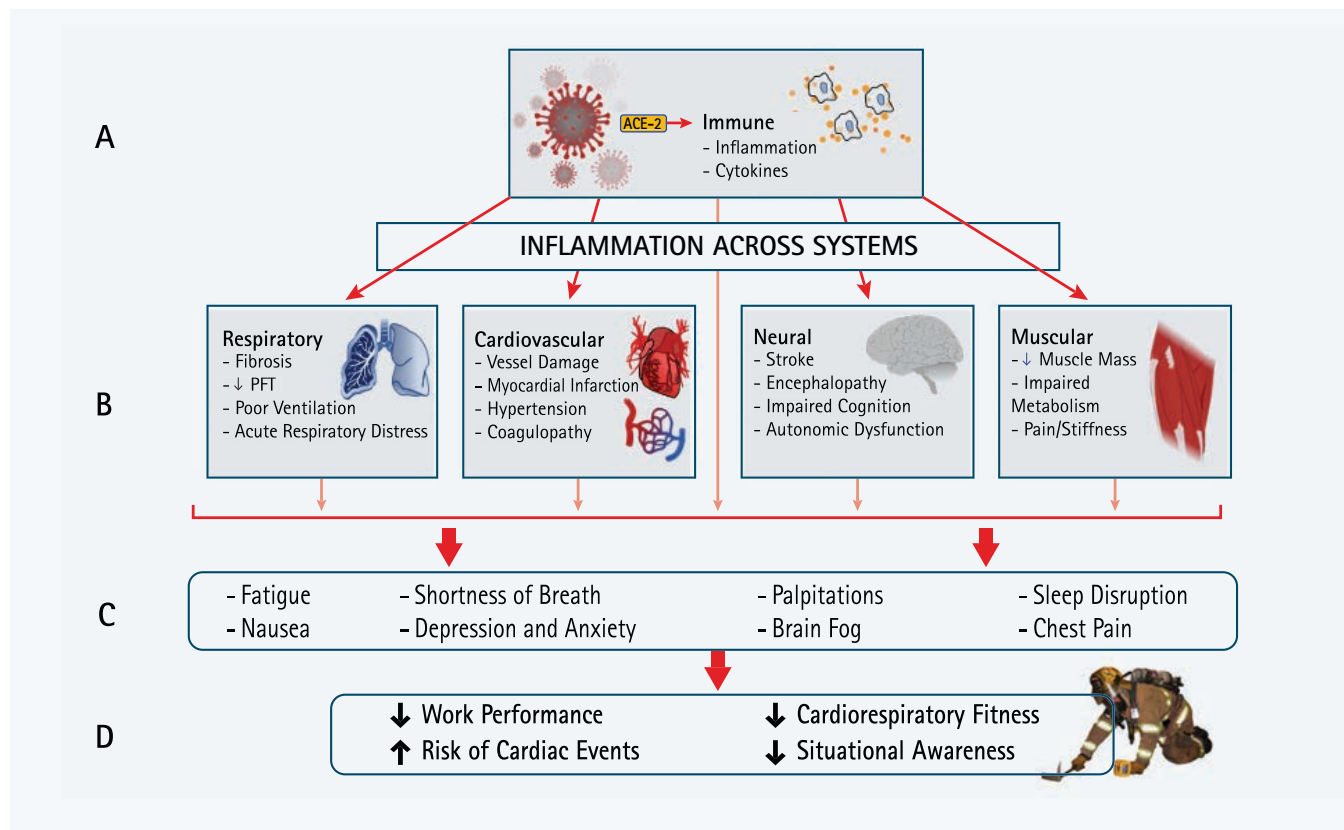 A
ACE-2
Immune
- Inflammation
- Cytokines
INFLAMMATION ACROSS SYSTEMS
B
Respiratory
- Fibrosis
- ↓ PFT
- Poor Ventilation
- Acute Respiratory Distress
Cardiovascular
- Vessel Damage
- Myocardial Infarction
- Hypertension
- Coagulopathy
Neural
- Stroke
- Encephalopathy
- Impaired Cognition
- Autonomic Dysfunction
Muscular
-↓ Muscle Mass
- Impaired
Metabolism
- Pain/Stiffness
C
- Fatigue
- Nausea
- Shortness of Breath
- Depression and Anxiety
- Palpitations
- Brain Fog
- Sleep Disruption
- Chest Pain
D
↓ Work Performance
↑ Risk of Cardiac Events
↓ Cardiorespiratory Fitness
↓ Situational Awareness